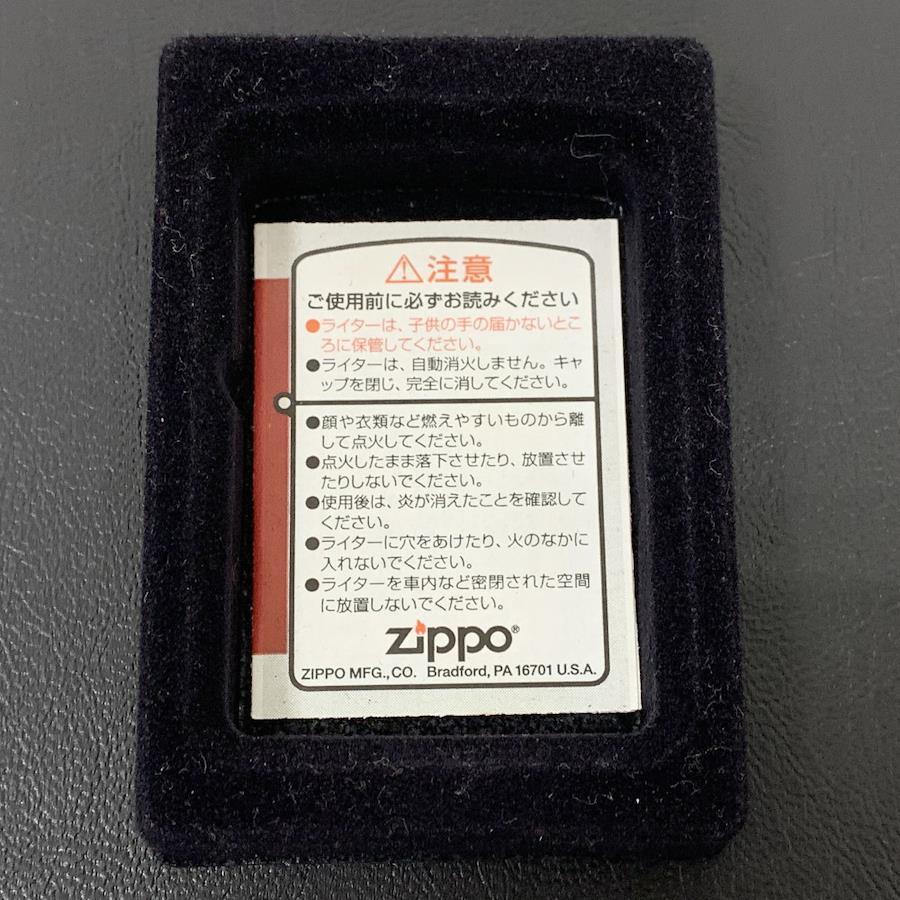 ⚠注意
ご使用前に必ずお読みください
●ライターは、子供の手の届かないとこ
ろに保管してください。
●ライターは、自動消火しません。キャ
ップを閉じ、完全に消してください。
●顔や衣類など燃えやすいものから離
して点火してください。
●点火したまま落下させたり、放置させ
たりしないでください。
●使用後は、炎が消えたことを確認して
ください。
●ライターに穴をあけたり、火のなかに
入れないでください。
●ライターを車内など密閉された空間
に放置しないでください。
zippo®
ZIPPO MFG.,CO. Bradford, PA 16701 U.S.A.